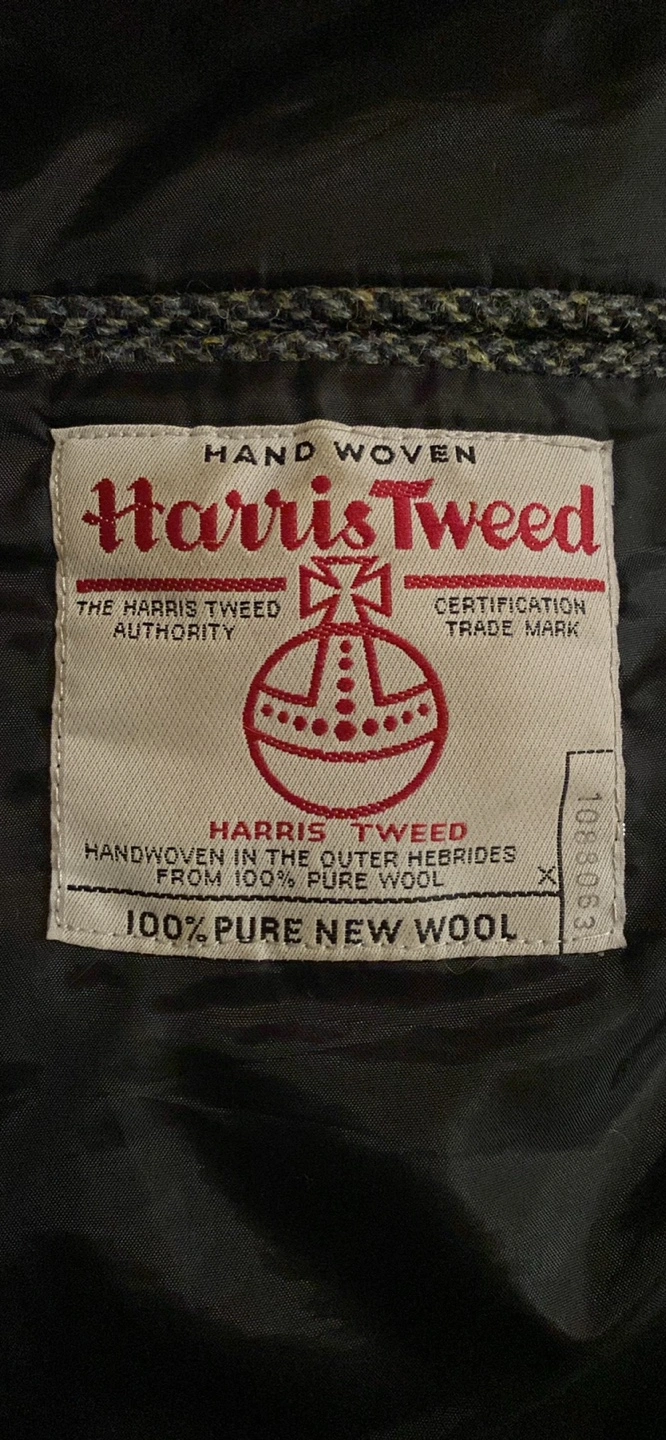 HAND WOVEN
Harris Tweed
THE HARRIS TWEED
AUTHORITY
CERTIFICATION
TRADE MARK
HARRIS TWEED
HANDWOVEN IN THE OUTER HEBRIDES
FROM 100% PURE WOOL
X
100% PURE NEW WOOL
1088063